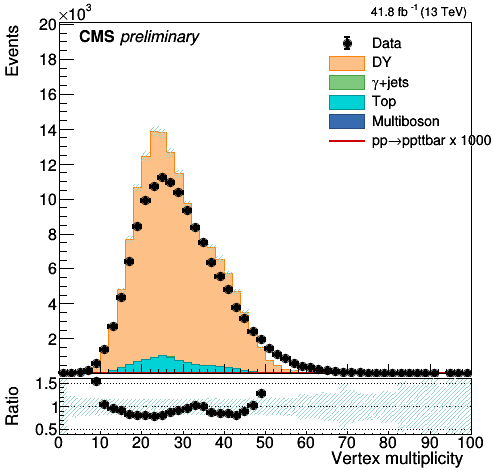 41.8 fb⁻¹ (13 TeV)
20×10³
CMS preliminary
Events
Data
DY
γ+jets
Top
Multiboson
pp→ppttbar x 1000
18
16
14
12
10
8
6
4
2
Ratio
1.5
1
0.5
0 10 20 30 40 50 60 70 80 90 100
Vertex multiplicity